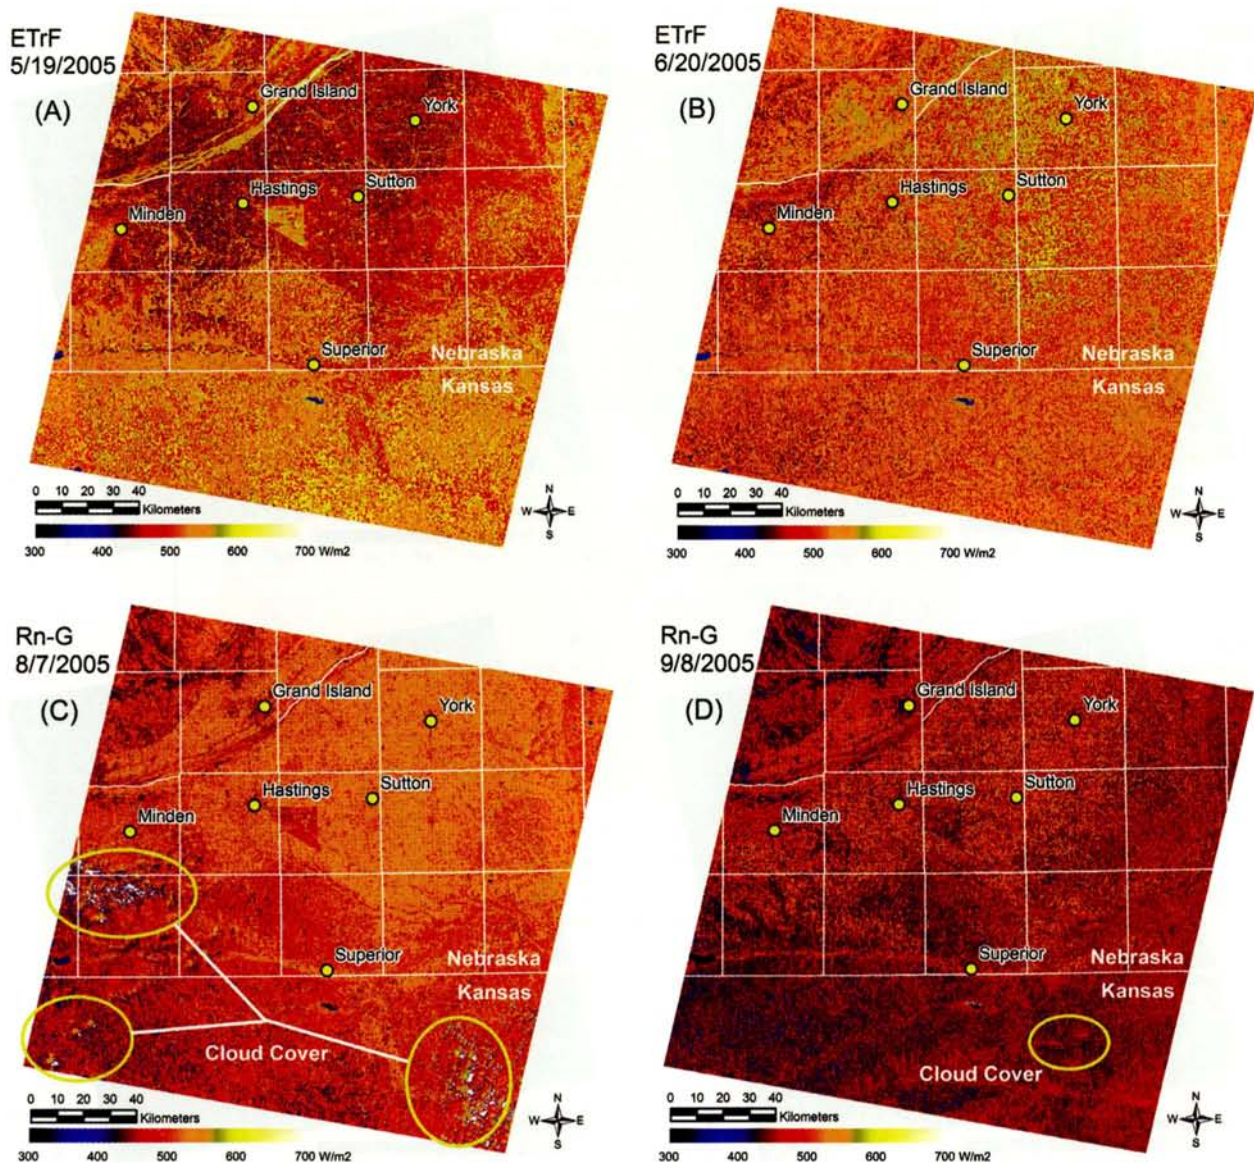 ETrF
5/19/2005
(A)
Grand Island
York
Hastings
Sutton
Minden
Superior
Nebraska
Kansas
0 10 20 30 40
Kilometers
N
W E
S
300 400 500 600 700 W/m2
ETrF
6/20/2005
(B)
Grand Island
York
Hastings
Sutton
Minden
Superior
Nebraska
Kansas
0 10 20 30 40
Kilometers
N
W E
S
300 400 500 600 700 W/m2
Rn-G
8/7/2005
(C)
Grand Island
York
Hastings
Sutton
Minden
Superior
Nebraska
Kansas
Cloud Cover
0 10 20 30 40
Kilometers
N
W E
S
300 400 500 600 700 W/m2
Rn-G
9/8/2005
(D)
Grand Island
York
Hastings
Sutton
Minden
Superior
Nebraska
Kansas
Cloud Cover
0 10 20 30 40
Kilometers
N
W E
S
300 400 500 600 700 W/m2